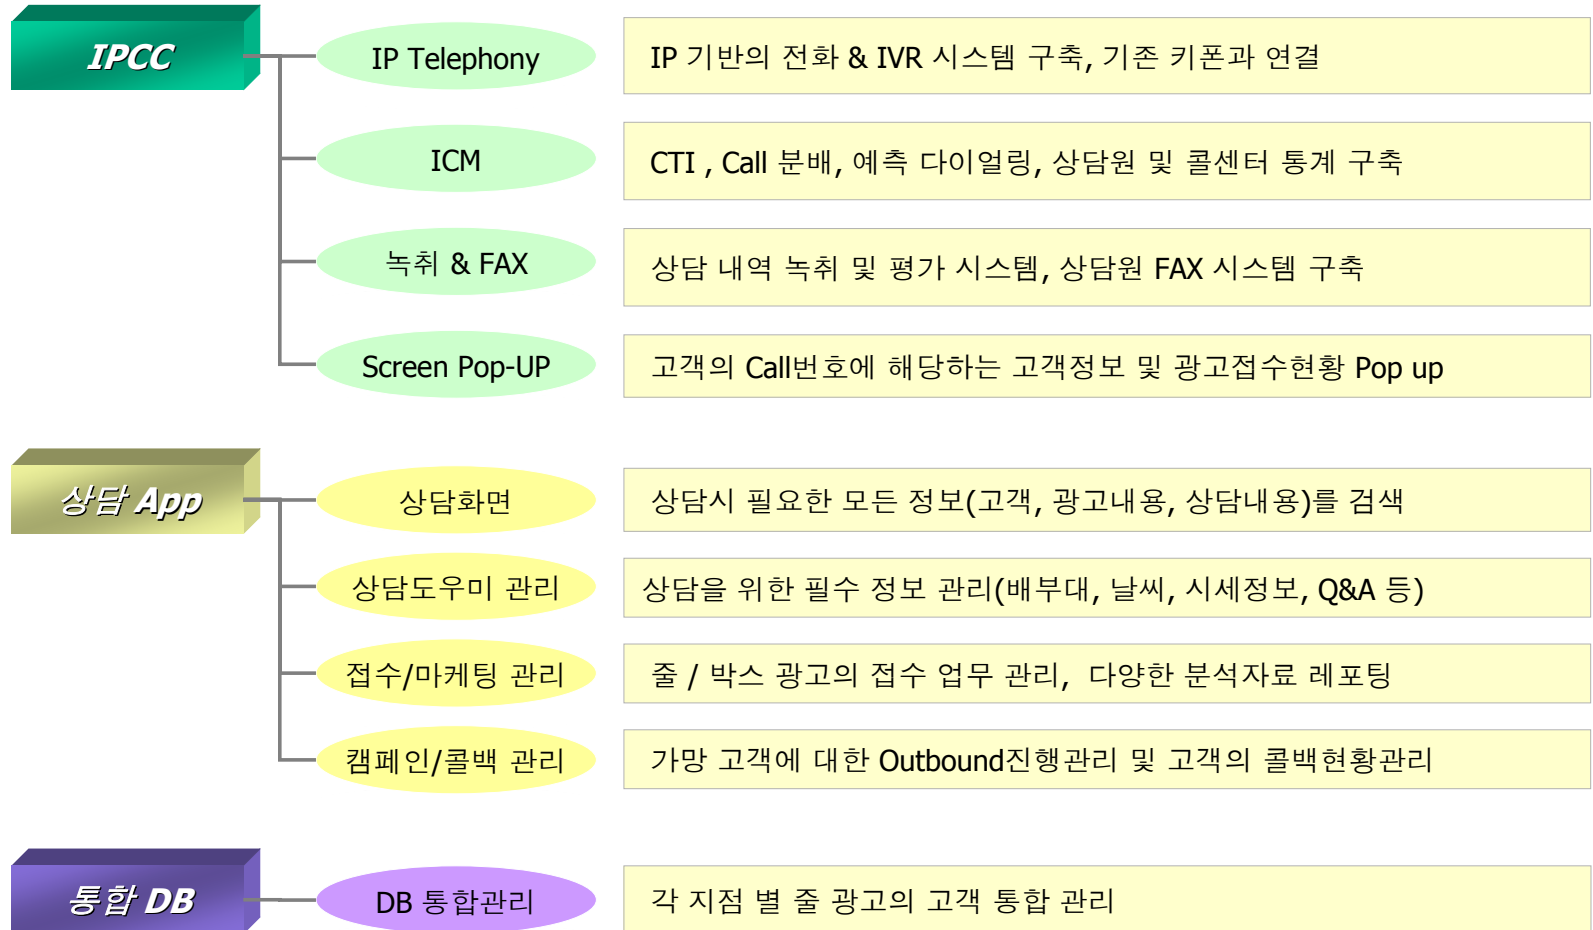 IPCC
IP Telephony
IP 기반의 전화 & IVR 시스템 구축, 기존 키폰과 연결
ICM
CTI , Call 분배, 예측 다이얼링, 상담원 및 콜센터 통계 구축
녹취 & FAX
상담 내역 녹취 및 평가 시스템, 상담원 FAX 시스템 구축
Screen Pop-UP
고객의 Call번호에 해당하는 고객정보 및 광고접수현황 Pop up
상담 App
상담화면
상담시 필요한 모든 정보(고객, 광고내용, 상담내용)를 검색
상담도우미 관리
상담을 위한 필수 정보 관리(배부대, 날씨, 시세정보, Q&A 등)
접수/마케팅 관리
줄 / 박스 광고의 접수 업무 관리, 다양한 분석자료 레포팅
캠페인/콜백 관리
가망 고객에 대한 Outbound진행관리 및 고객의 콜백현황관리
통합 DB
DB 통합관리
각 지점 별 줄 광고의 고객 통합 관리